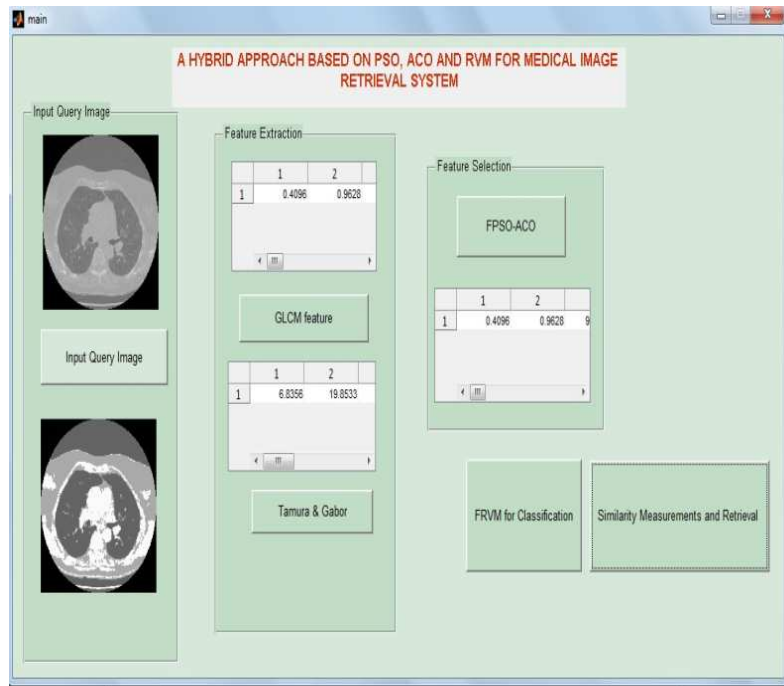 main
A HYBRID APPROACH BASED ON PSO, ACO AND RVM FOR MEDICAL IMAGE
RETRIEVAL SYSTEM
Input Query Image
Input Query Image
Feature Extraction
1 2
1 0.4096 0.9628
GLCM feature
1 2
1 6.8356 19.8533
Tamura & Gabor
Feature Selection
FPSO-ACO
1 2
1 0.4096 0.9628 9
FRVM for Classification
Similarity Measurements and Retrieval